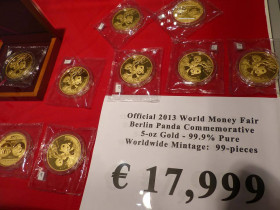 Official 2013 World Money Fair
Berlin Panda Commemorative
5-oz Gold - 99.9% Pure
Worldwide Mintage: 99-pieces
€ 17,999